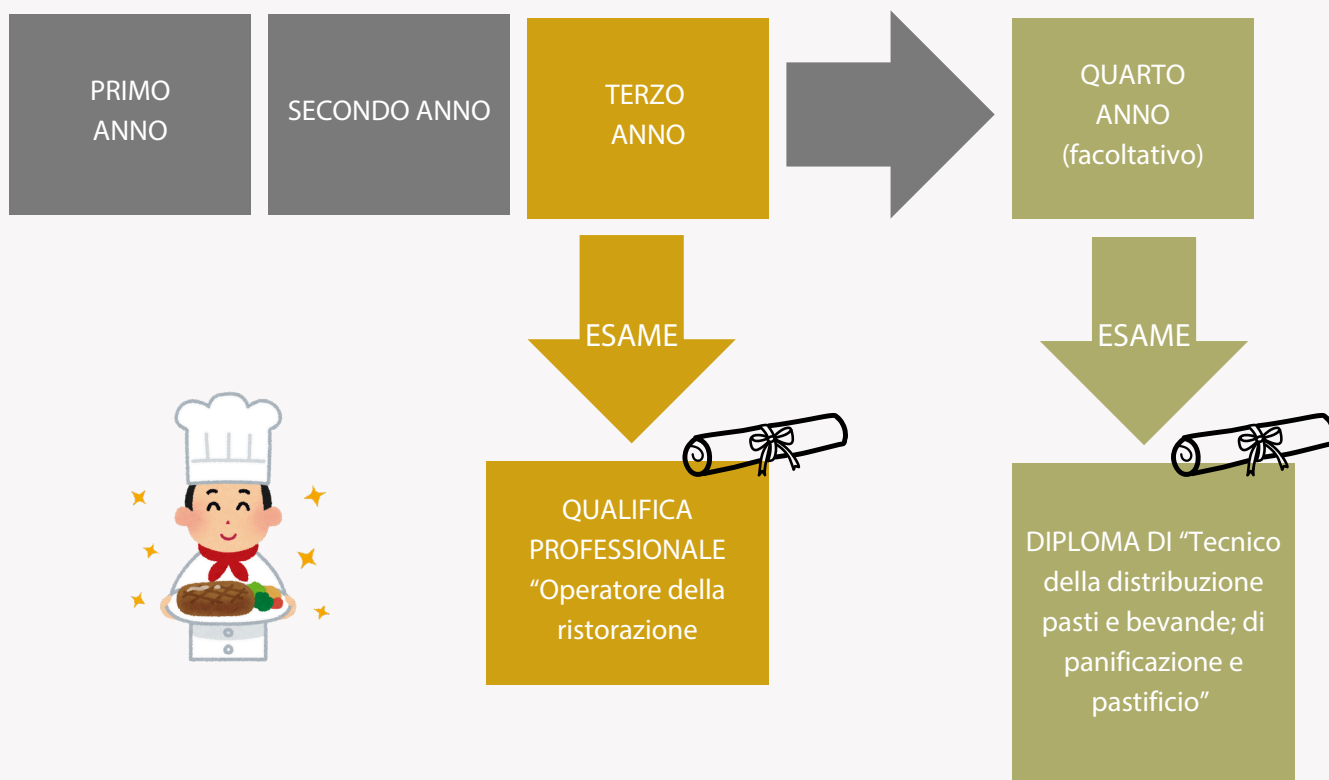 PRIMO
ANNO
SECONDO ANNO
TERZO
ANNO
QUARTO
ANNO
(facoltativo)
ESAME
ESAME
QUALIFICA
PROFESSIONALE
“Operatore della
ristorazione
DIPLOMA DI “Tecnico
della distribuzione
pasti e bevande; di
panificazione e
pastificio”